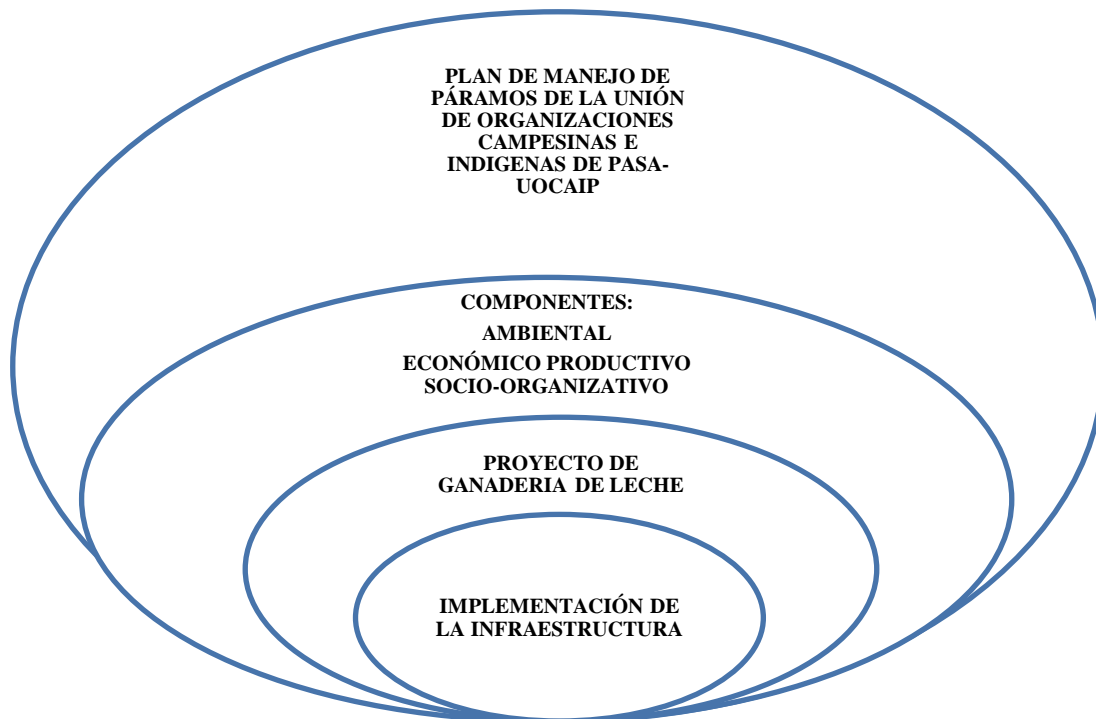 PLAN DE MANEJO DE
PÁRAMOS DE LA UNIÓN
DE ORGANIZACIONES
CAMPESINAS E
INDIGENAS DE PASA-
UOCAIP
COMPONENTES:
AMBIENTAL
ECONÓMICO PRODUCTIVO
SOCIO-ORGANIZATIVO
PROYECTO DE
GANADERIA DE LECHE
IMPLEMENTACIÓN DE
LA INFRAESTRUCTURA